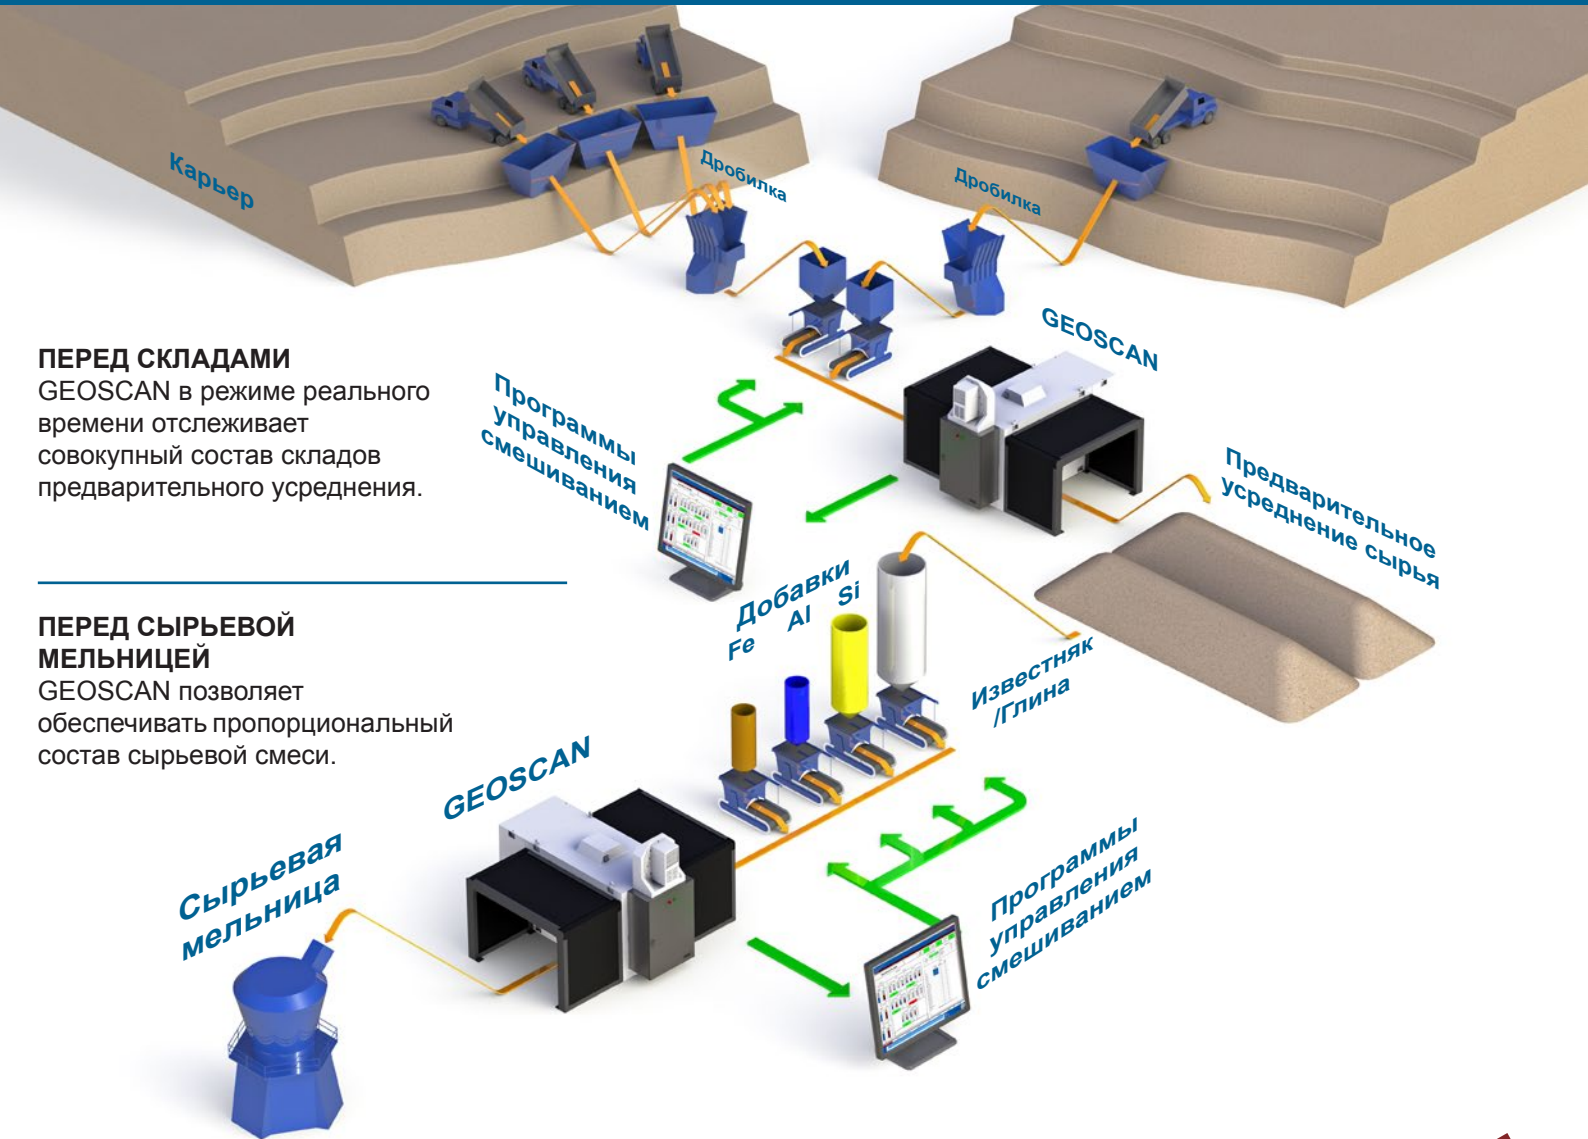 Карьер
Дробилка
Дробилка
GEOSCAN
ПЕРЕД СКЛАДАМИ
GEOSCAN в режиме реального
времени отслеживает
совокупный состав складов
предварительного усреднения.
Программы
управления
смешиванием
Предварительное
усреднение сырья
Добавки
Fe Al Si
Известняк
/Глина
ПЕРЕД СЫРЬЕВОЙ
МЕЛЬНИЦЕЙ
GEOSCAN позволяет
обеспечивать пропорциональный
состав сырьевой смеси.
GEOSCAN
Сырьевая
мельница
Программы
управления
смешиванием